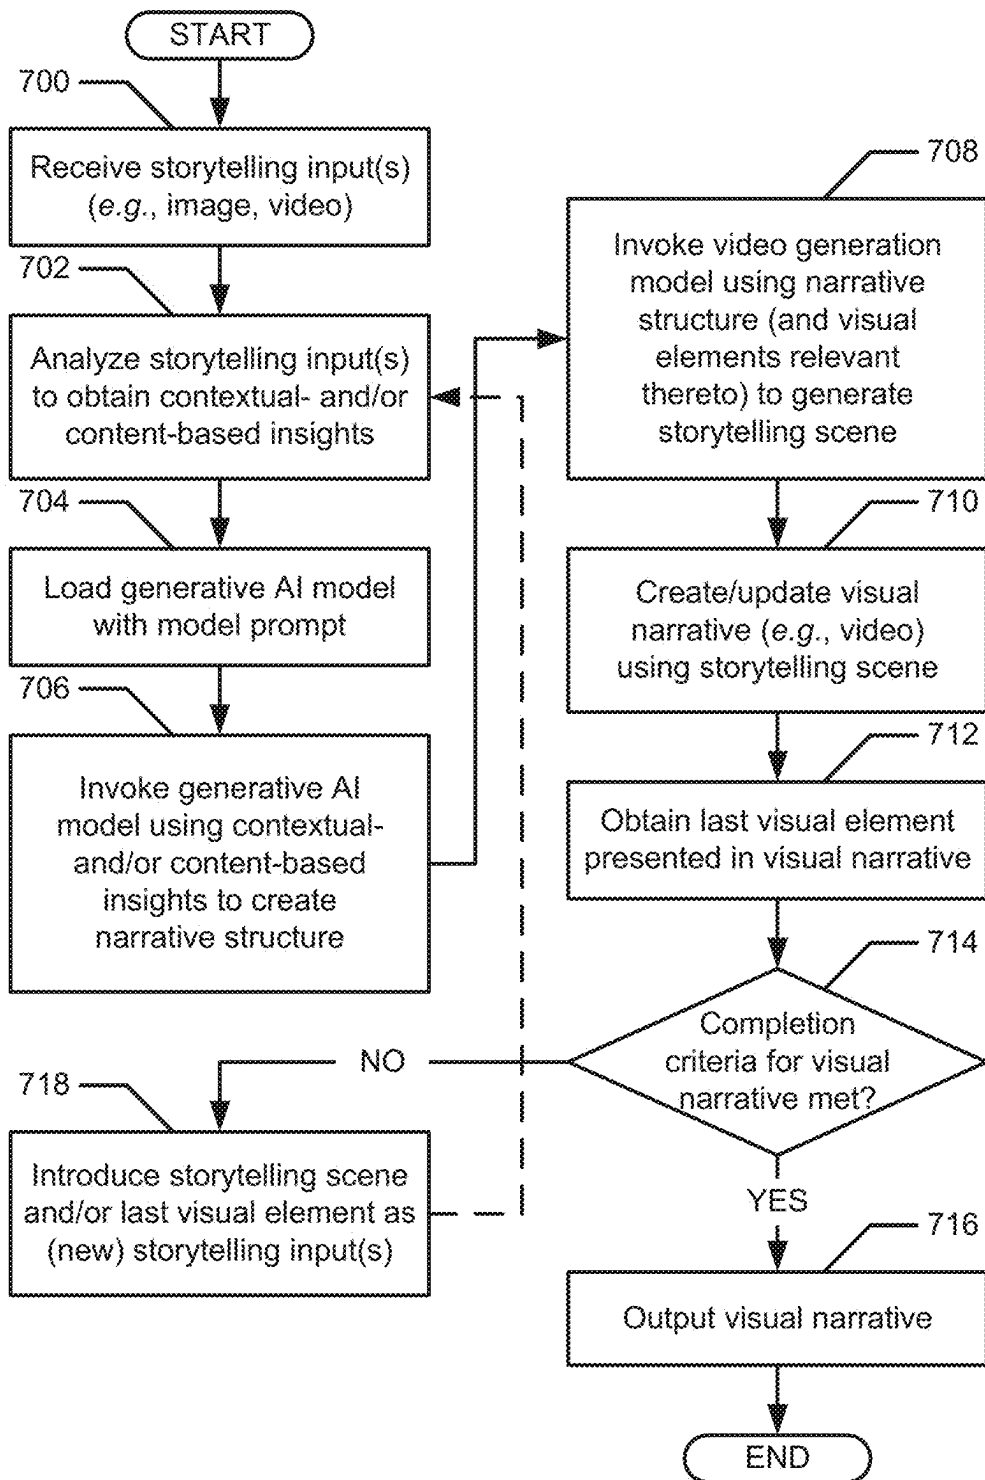 START
700
Receive storytelling input(s)
(e.g., image, video)
702
Analyze storytelling input(s)
to obtain contextual- and/or
content-based insights
704
Load generative AI model
with model prompt
706
Invoke generative AI
model using contextual-
and/or content-based
insights to create
narrative structure
708
Invoke video generation
model using narrative
structure (and visual
elements relevant
thereto) to generate
storytelling scene
710
Create/update visual
narrative (e.g., video)
using storytelling scene
712
Obtain last visual element
presented in visual narrative
714
Completion
criteria for visual
narrative met?
NO
718
Introduce storytelling scene
and/or last visual element as
(new) storytelling input(s)
YES
716
Output visual narrative
END